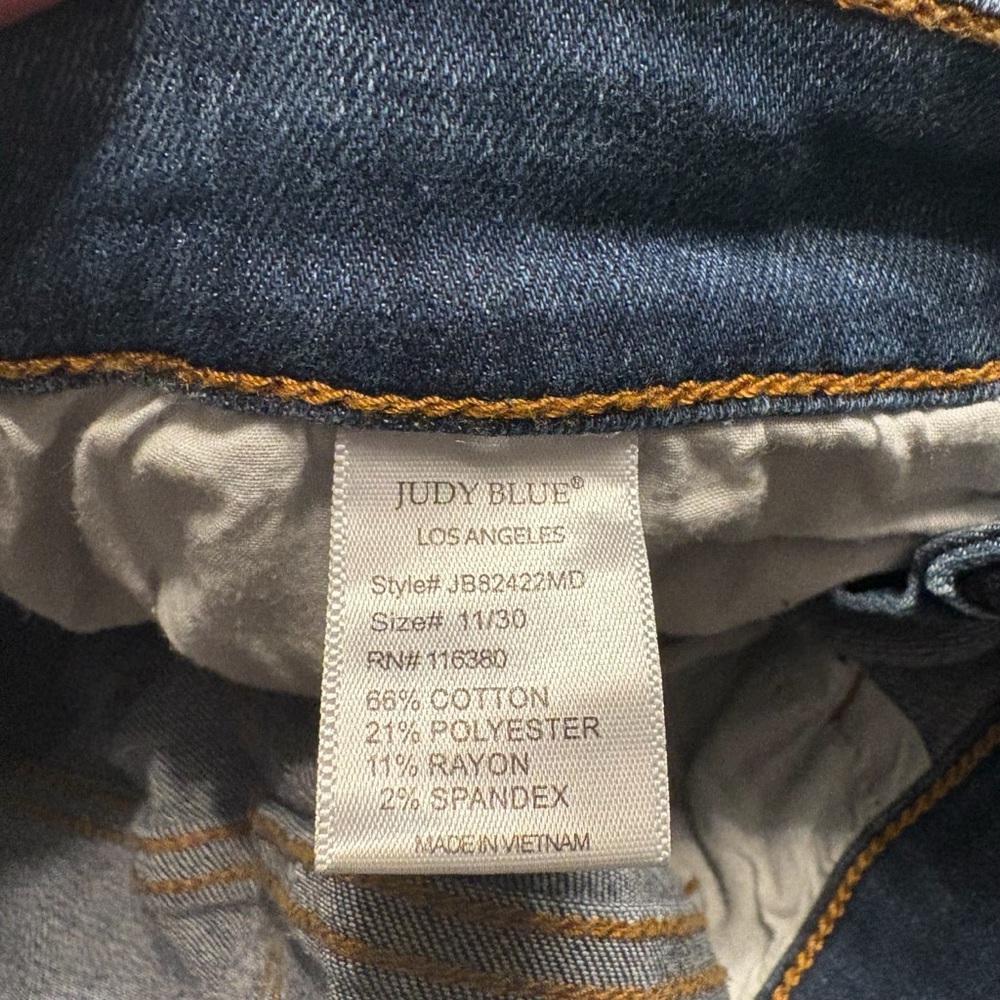 JUDY BLUE®
LOS ANGELES
Style# JB82422MD
Size# 11/30
RN# 116380
66% COTTON
21% POLYESTER
11% RAYON
2% SPANDEX
MADE IN VIETNAM